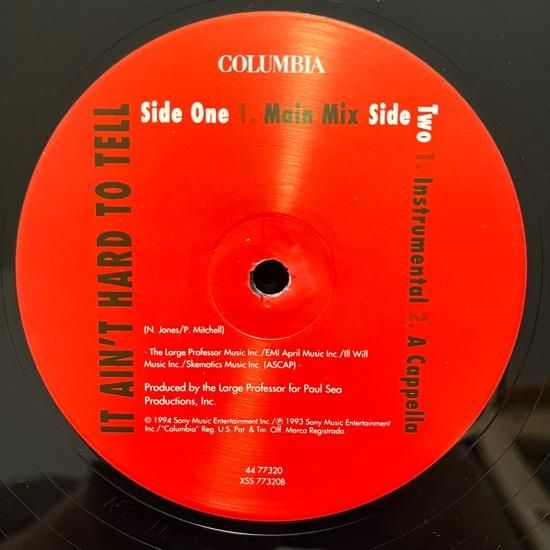 COLUMBIA
IT AIN'T HARD TO TELL
Side One 1. Main Mix Side Two 1. Instrumental 2. A Cappella
(N. Jones/P. Mitchell)
- The Large Professor Music Inc./EMI April Music Inc./Ill Will
Music Inc./Skematics Music Inc. (ASCAP) -
Produced by the Large Professor for Paul Sea
Productions, Inc.
© 1994 Sony Music Entertainment Inc./℗ 1993 Sony Music Entertainment
Inc./"Columbia" Reg. U.S. Pat. & Tm. Off. Marca Registrada.
44 77320
XSS 77320B